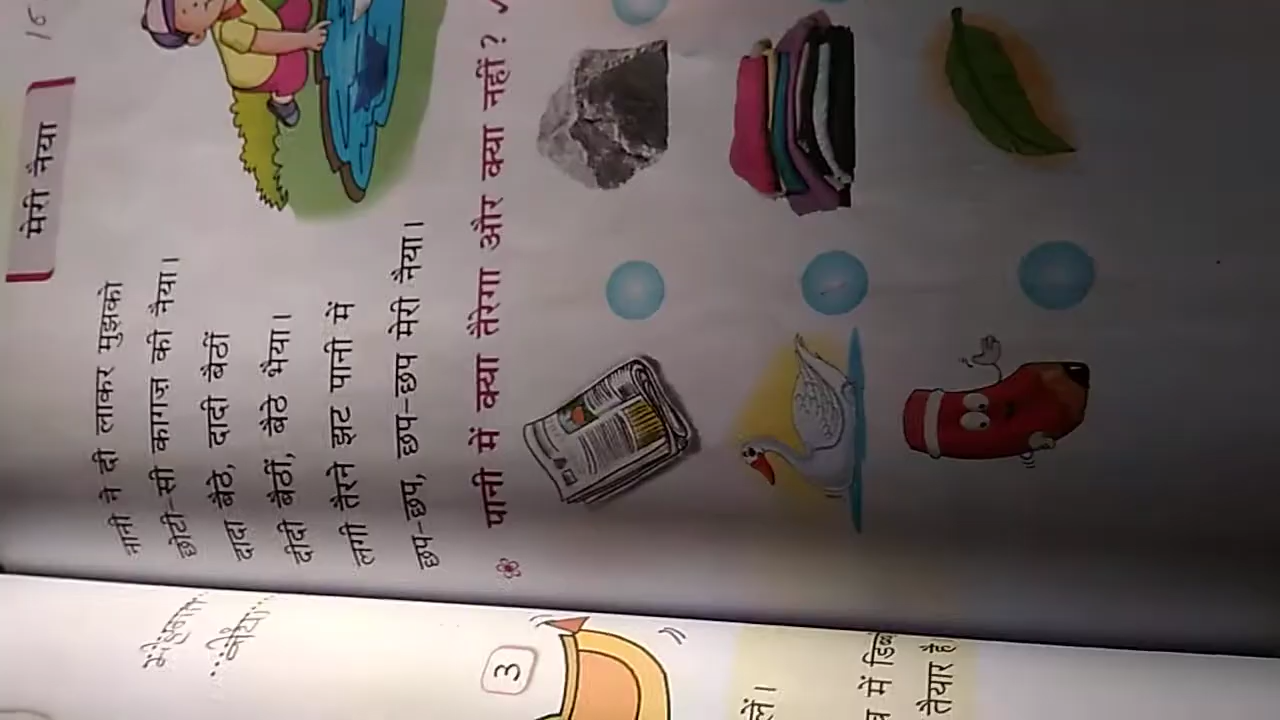 मेरी नैया
नानी ने दी लाकर मुझको
छोटी-सी कागज़ की नैया।
दादा बैठे, दादी बैठीं
दीदी बैठीं, बैठे भैया।
लगी तैरने झट पानी में
छप-छप, छप-छप मेरी नैया।
पानी में क्या तैरेगा और क्या नहीं?
3
में
तैयार है